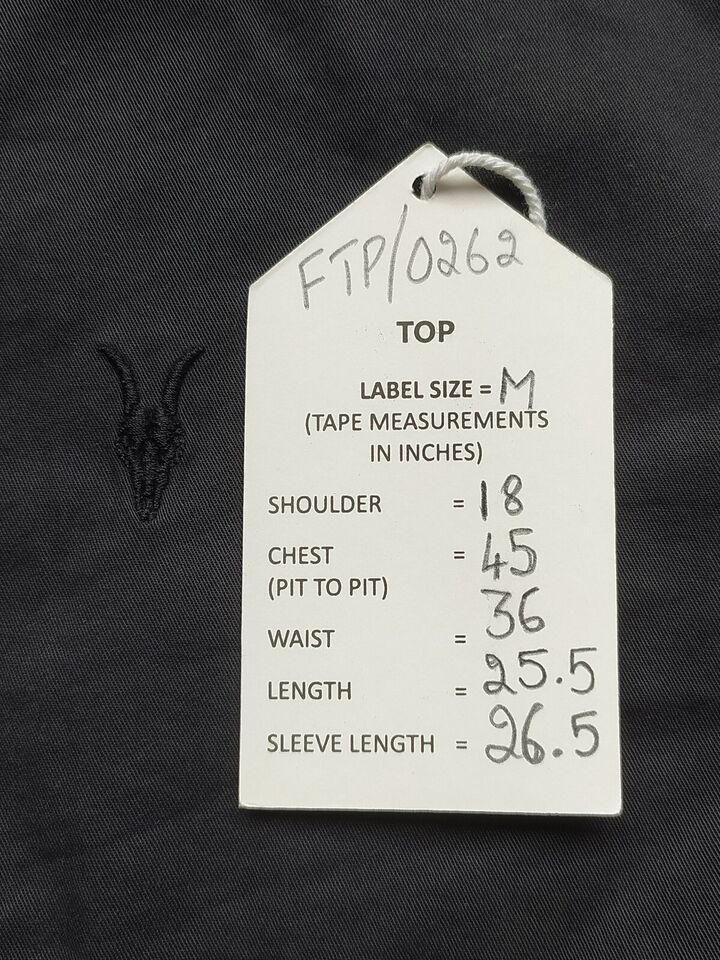 FTP/0262
TOP
LABEL SIZE = M
(TAPE MEASUREMENTS
IN INCHES)
SHOULDER = 18
CHEST = 45
(PIT TO PIT)
WAIST = 36
LENGTH = 25.5
SLEEVE LENGTH = 26.5